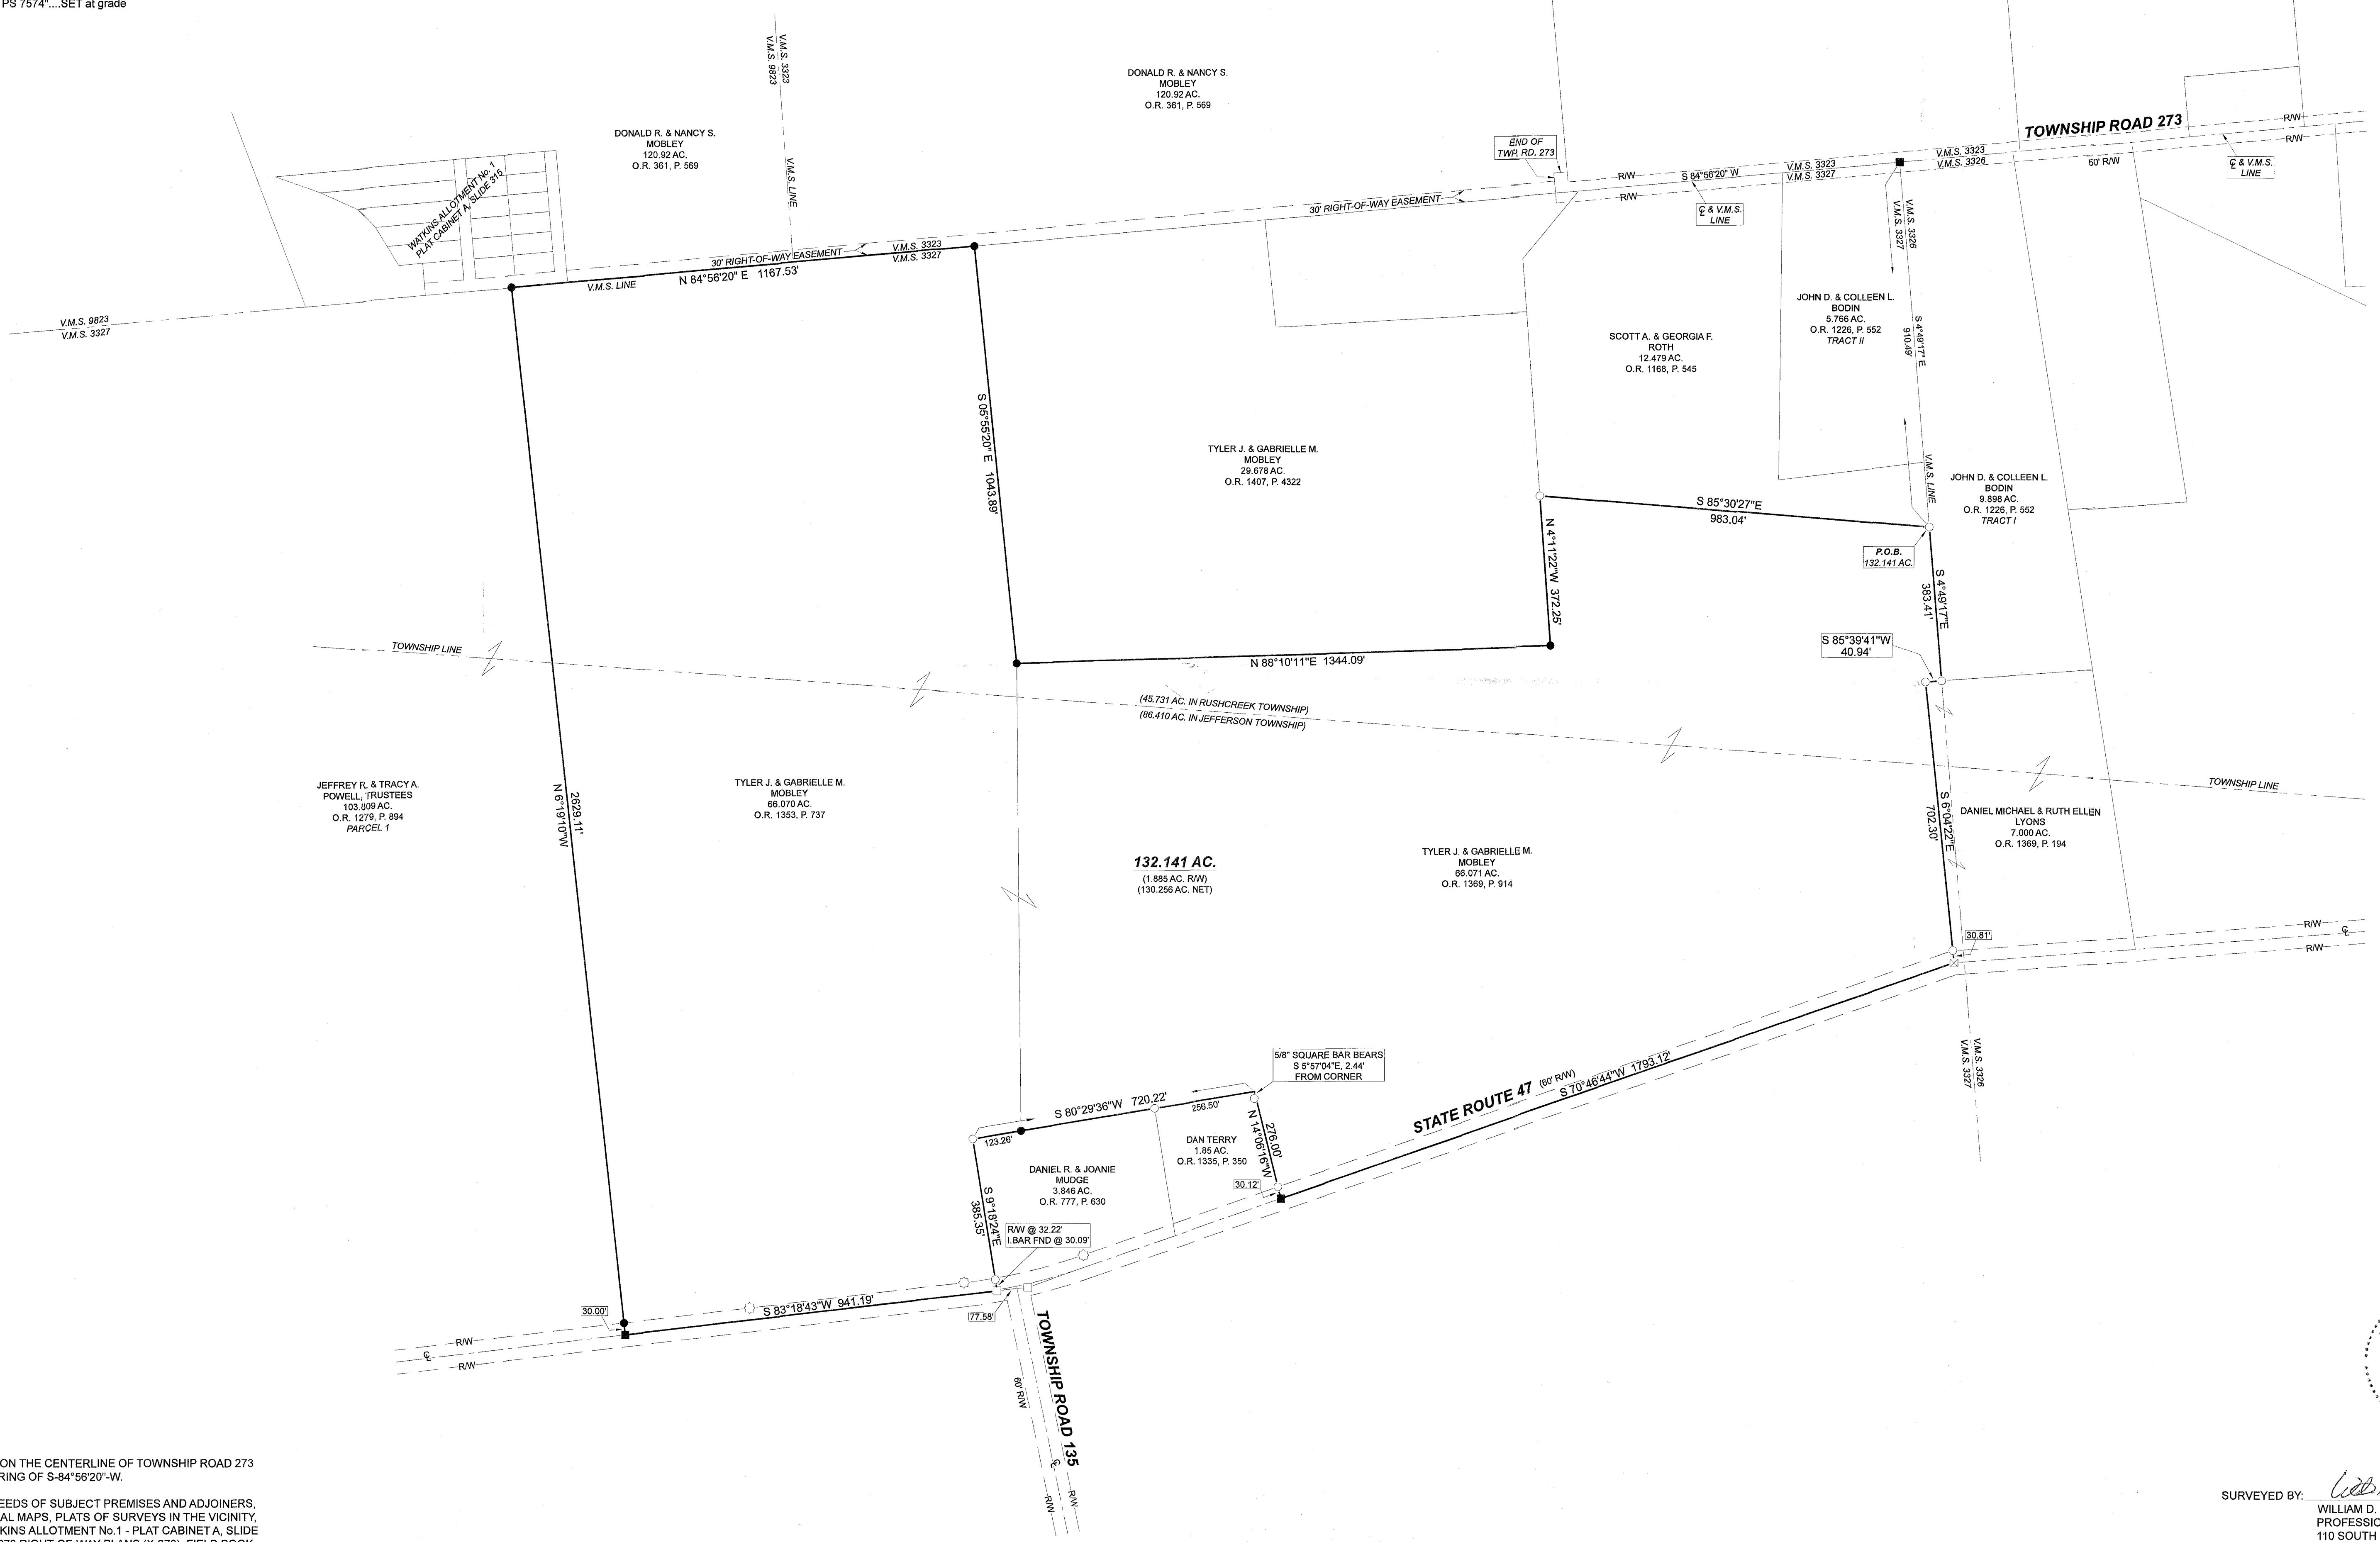 PS 7574"....SET at grade
V.M.S. 3323
V.M.S. 9823
V.M.S. LINE
DONALD R. & NANCY S.
MOBLEY
120.92 AC.
O.R. 361, P. 569
DONALD R. & NANCY S.
MOBLEY
120.92 AC.
O.R. 361, P. 569
WATKINS ALLOTMENT No. 1
PLAT CABINET A, SLIDE 315
END OF
TWP. RD. 273
TOWNSHIP ROAD 273
R/W
R/W
60' R/W
℄ & V.M.S.
LINE
V.M.S. 3323
V.M.S. 3326
V.M.S. 3323
V.M.S. 3327
R/W
S 84°56'20" W
R/W
℄ & V.M.S.
LINE
30' RIGHT-OF-WAY EASEMENT
V.M.S. 3326
V.M.S. 3327
30' RIGHT-OF-WAY EASEMENT
V.M.S. 3323
V.M.S. 3327
N 84°56'20" E 1167.53'
V.M.S. LINE
V.M.S. 9823
V.M.S. 3327
JOHN D. & COLLEEN L.
BODIN
5.766 AC.
O.R. 1226, P. 552
TRACT II
S 4°49'17" E
910.49'
SCOTT A. & GEORGIA F.
ROTH
12.479 AC.
O.R. 1168, P. 545
S 05°55'20" E 1043.89'
TYLER J. & GABRIELLE M.
MOBLEY
29.678 AC.
O.R. 1407, P. 4322
V.M.S. LINE
JOHN D. & COLLEEN L.
BODIN
9.898 AC.
O.R. 1226, P. 552
TRACT I
S 85°30'27"E
983.04'
N 4°11'22"W 372.25'
P.O.B.
132.141 AC.
S 4°49'17"E
383.41'
S 85°39'41"W
40.94'
TOWNSHIP LINE
N 88°10'11"E 1344.09'
(45.731 AC. IN RUSHCREEK TOWNSHIP)
(86.410 AC. IN JEFFERSON TOWNSHIP)
TOWNSHIP LINE
JEFFREY R. & TRACY A.
POWELL, TRUSTEES
103.809 AC.
O.R. 1279, P. 894
PARCEL 1
2629.11'
N 6°19'10"W
TYLER J. & GABRIELLE M.
MOBLEY
66.070 AC.
O.R. 1353, P. 737
132.141 AC.
(1.885 AC. R/W)
(130.256 AC. NET)
TYLER J. & GABRIELLE M.
MOBLEY
66.071 AC.
O.R. 1369, P. 914
S 6°04'22"E
702.30'
DANIEL MICHAEL & RUTH ELLEN
LYONS
7.000 AC.
O.R. 1369, P. 194
30.81'
R/W
℄
R/W
V.M.S. 3326
V.M.S. 3327
5/8" SQUARE BAR BEARS
S 5°57'04"E, 2.44'
FROM CORNER
S 80°29'36"W 720.22'
256.50'
123.26'
STATE ROUTE 47 (60' R/W)
S 70°46'44"W 1793.12'
276.00'
N 14°06'16"W
DAN TERRY
1.85 AC.
O.R. 1335, P. 350
30.12'
DANIEL R. & JOANIE
MUDGE
3.846 AC.
O.R. 777, P. 630
S 9°18'24"E
385.35'
R/W @ 32.22'
I.BAR FND @ 30.09'
30.00'
S 83°18'43"W 941.19'
77.58'
R/W
℄
R/W
TOWNSHIP ROAD 135
60' R/W
℄
R/W
R/W
ON THE CENTERLINE OF TOWNSHIP ROAD 273
RING OF S-84°56'20"-W.
EEDS OF SUBJECT PREMISES AND ADJOINERS,
AL MAPS, PLATS OF SURVEYS IN THE VICINITY,
KINS ALLOTMENT No.1 - PLAT CABINET A, SLIDE
SURVEYED BY:
WILLIAM D.
PROFESSIO
110 SOUTH